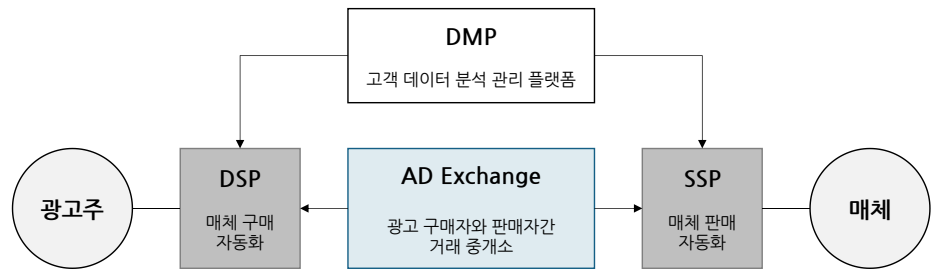 DMP
고객 데이터 분석 관리 플랫폼
광고주
DSP
매체 구매
자동화
AD Exchange
광고 구매자와 판매자간
거래 중개소
SSP
매체 판매
자동화
매체